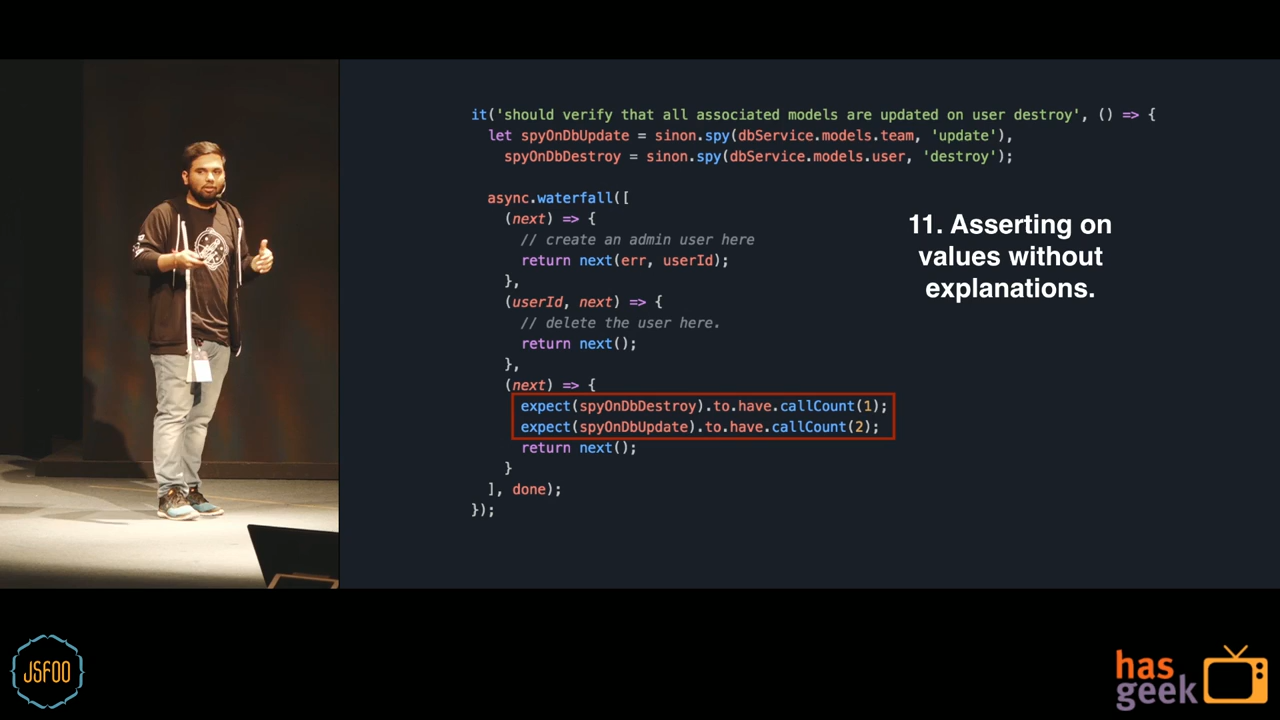 it('should verify that all associated models are updated on user destroy', () => {
let spyOnDbUpdate = sinon.spy(dbService.models.team, 'update'),
spyOnDbDestroy = sinon.spy(dbService.models.user, 'destroy');
async.waterfall([
(next) => {
// create an admin user here
return next(err, userId);
},
(userId, next) => {
// delete the user here.
return next();
},
(next) => {
expect(spyOnDbDestroy).to.have.callCount(1);
expect(spyOnDbUpdate).to.have.callCount(2);
return next();
}
], done);
});
11. Asserting on
values without
explanations.
JSFOO
has
geek